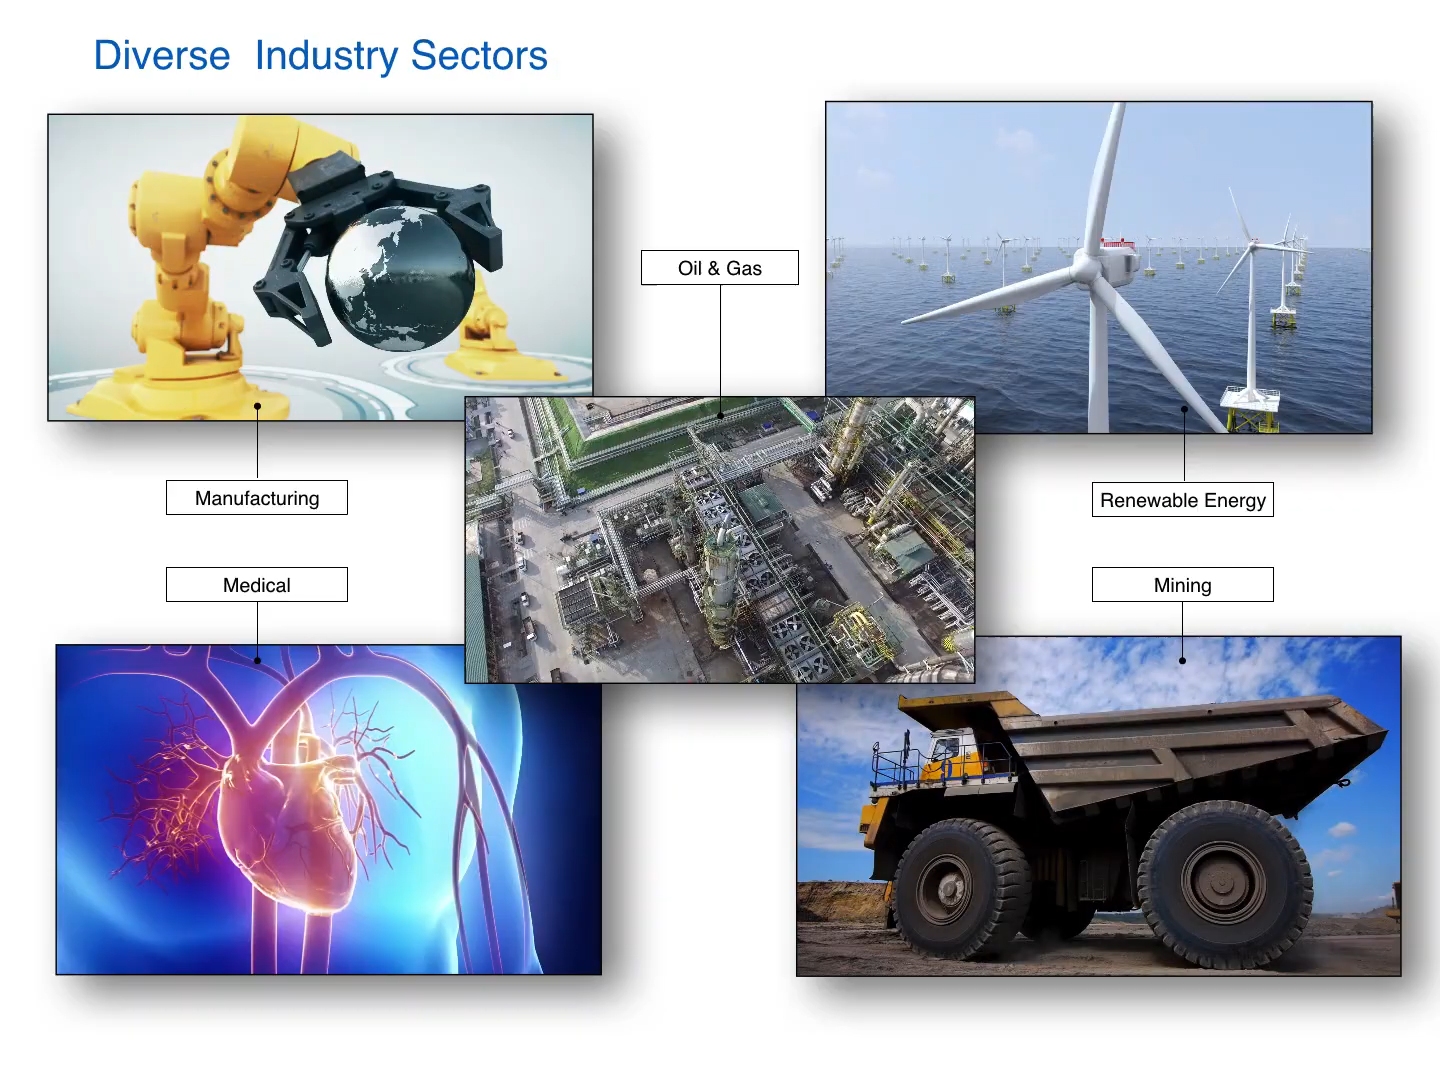 Diverse  Industry Sectors
Oil & Gas
Manufacturing
Renewable Energy
Medical
Mining